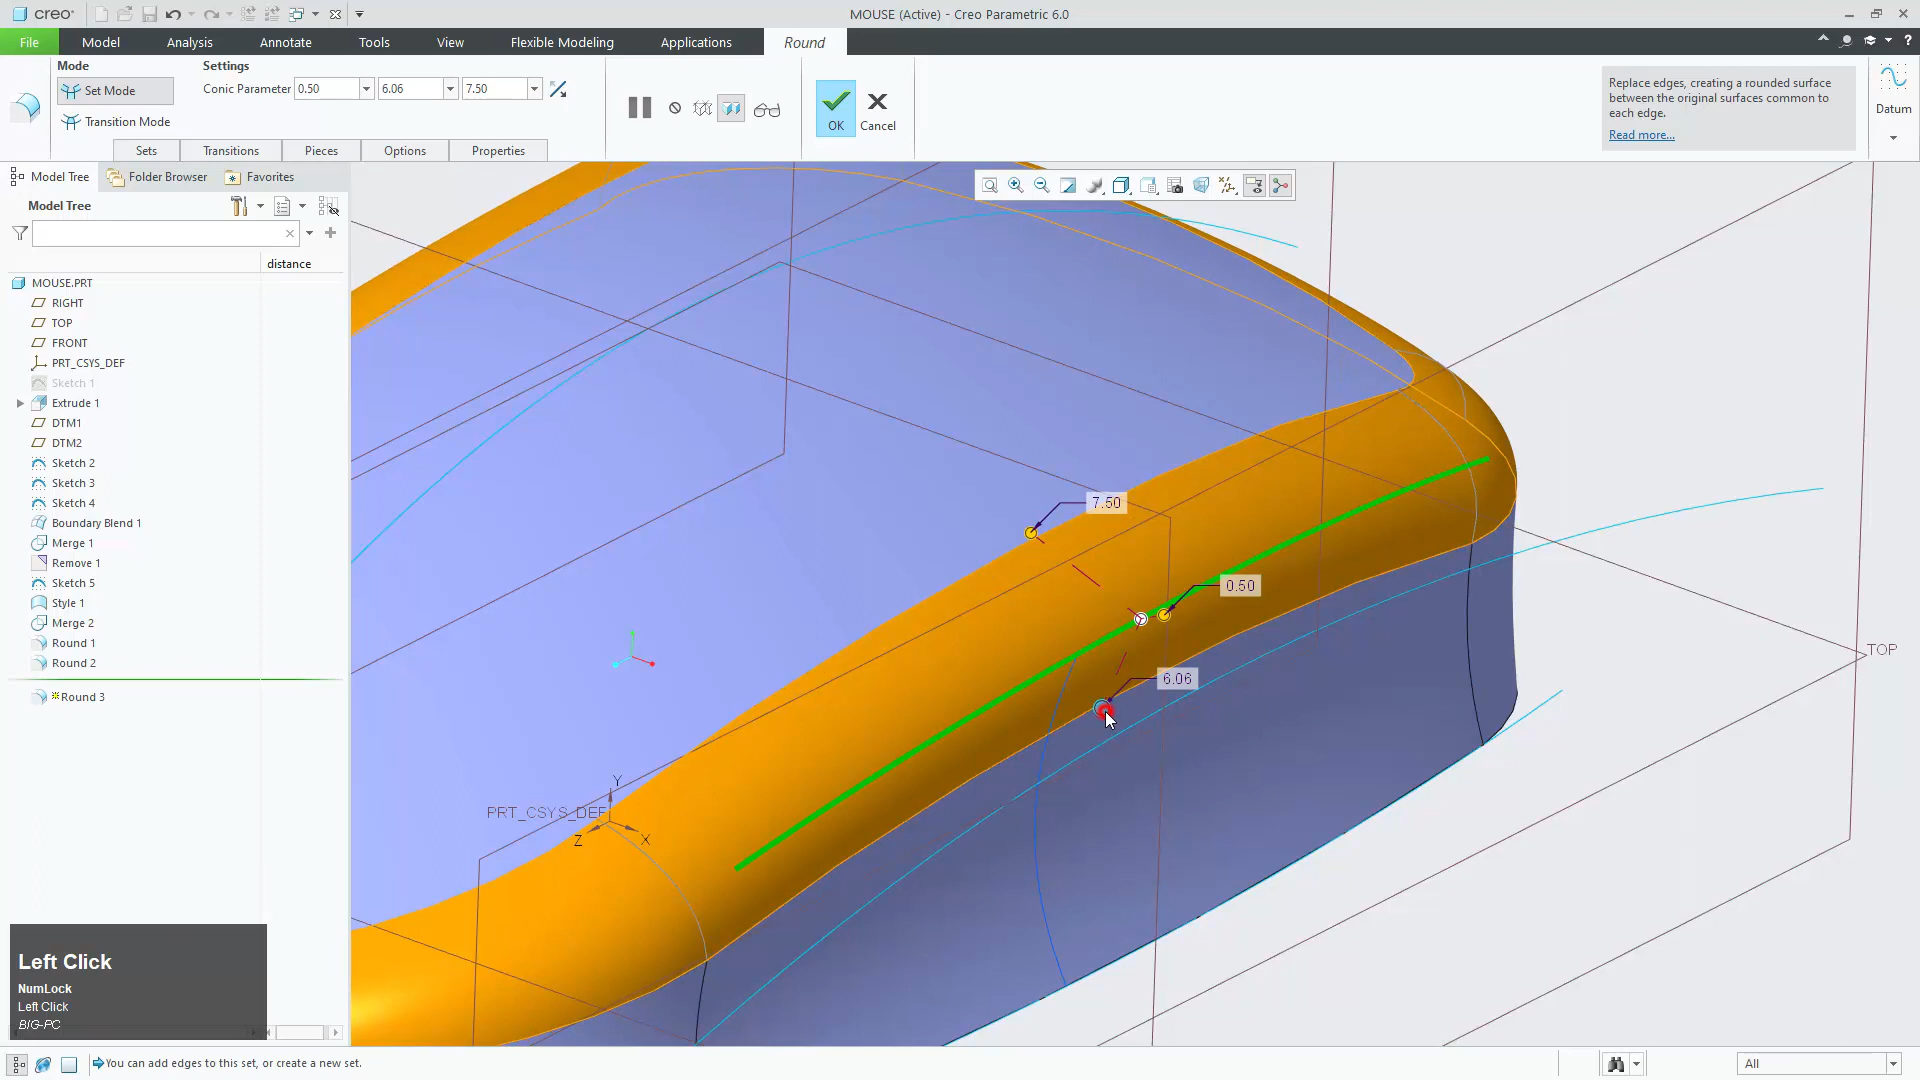 creo
MOUSE (Active) - Creo Parametric 6.0
File Model Analysis Annotate Tools View Flexible Modeling Applications Round
Mode Settings
Set Mode Conic Parameter 0.50 6.06 7.50
Transition Mode
OK Cancel
Replace edges, creating a rounded surface
between the original surfaces common to
each edge.
Read more...
Datum
Sets Transitions Pieces Options Properties
Model Tree Folder Browser Favorites
Model Tree
distance
MOUSE.PRT
RIGHT
TOP
FRONT
PRT_CSYS_DEF
Sketch 1
Extrude 1
DTM1
DTM2
Sketch 2
Sketch 3
Sketch 4
Boundary Blend 1
Merge 1
Remove 1
Sketch 5
Style 1
Merge 2
Round 1
Round 2
Round 3
7.50
0.50
6.06
TOP
Y
PRT_CSYS_DEF
Z X
Left Click
NumLock
Left Click
BIG-PC
You can add edges to this set, or create a new set.
All